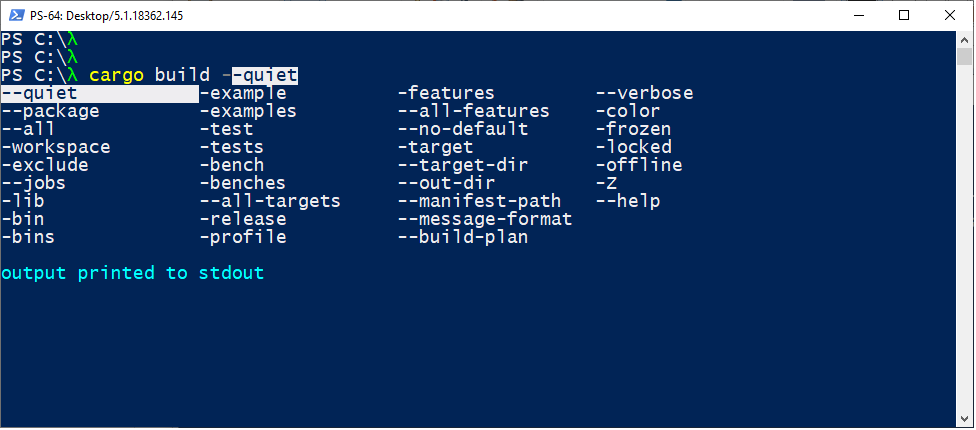 PS-64: Desktop/5.1.18362.145
PS C:\λ
PS C:\λ
PS C:\λ cargo build --quiet
--quiet -example -features --verbose
--package -examples --all-features -color
--all -test --no-default -frozen
-workspace -tests -target -locked
-exclude -bench --target-dir -offline
--jobs -benches --out-dir -Z
-lib --all-targets --manifest-path --help
-bin -release --message-format
-bins -profile --build-plan
output printed to stdout